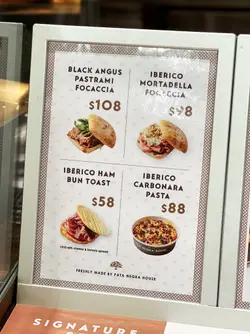 BLACK ANGUS
PASTRAMI
FOCACCIA
$108
IBERICO
MORTADELLA
FOCACCIA
$98
IBERICO HAM
BUN TOAST
$58
IBERICO
CARBONARA
PASTA
$88
FRESHLY MADE BY PATA NEGRA HOUSE
SIGNATURE